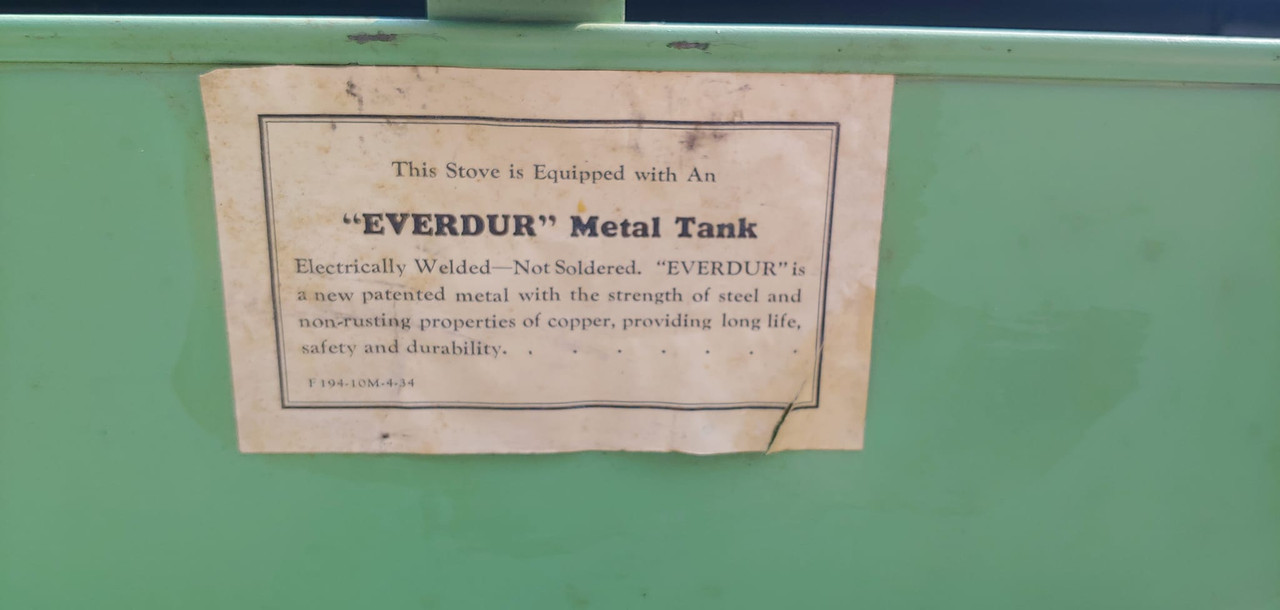 This Stove is Equipped with An
“EVERDUR” Metal Tank
Electrically Welded—Not Soldered. “EVERDUR” is
a new patented metal with the strength of steel and
non-rusting properties of copper, providing long life,
safety and durability. . . . . . . .
F 194-10M-4-34